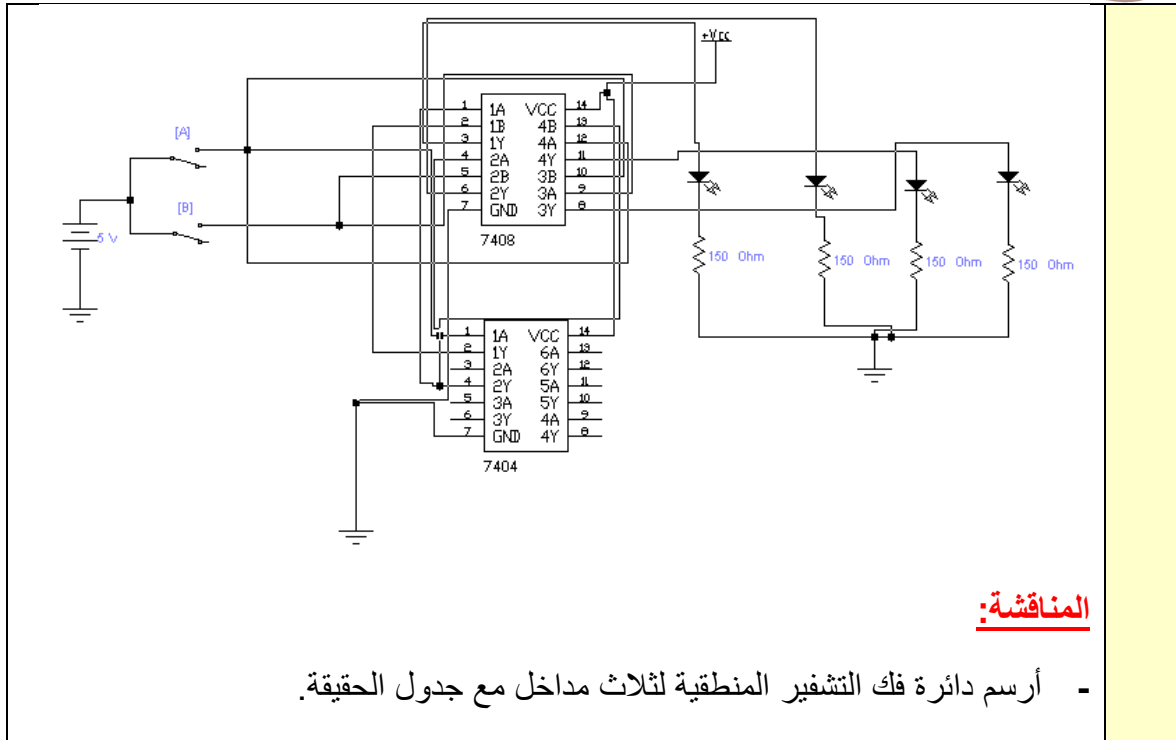 +Vcc
[A]
[B]
5 V
1 1A VCC 14
2 1B 4B 13
3 1Y 4A 12
4 2A 4Y 11
5 2B 3B 10
6 2Y 3A 9
7 GND 3Y 8
7408
150 Ohm
150 Ohm
150 Ohm
150 Ohm
1 1A VCC 14
2 1Y 6A 13
3 2A 6Y 12
4 2Y 5A 11
5 3A 5Y 10
6 3Y 4A 9
7 GND 4Y 8
7404
المناقشة:
- أرسم دائرة فك التشفير المنطقية لثلاث مداخل مع جدول الحقيقة.